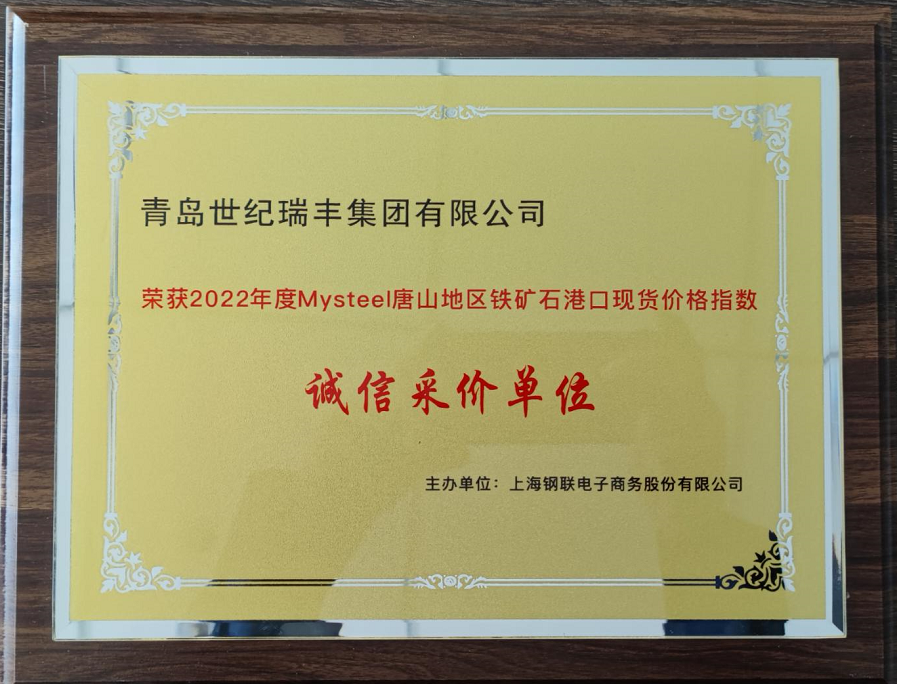 青岛世纪瑞丰集团有限公司
荣获2022年度Mysteel唐山地区铁矿石港口现货价格指数
诚信采价单位
主办单位：上海钢联电子商务股份有限公司